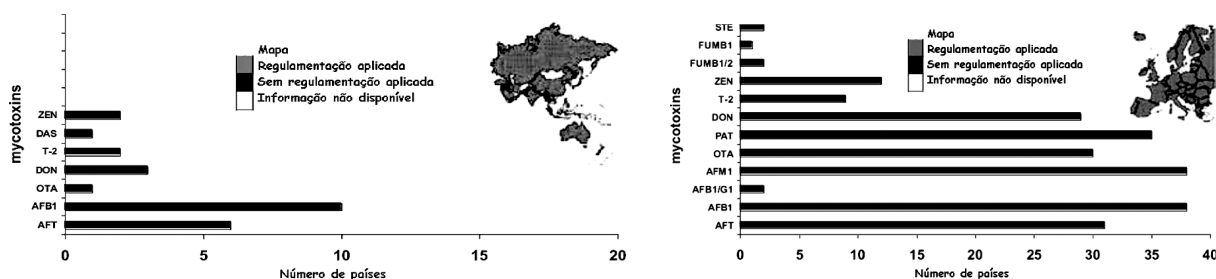 Mapa
Regulamentação aplicada
Sem regulamentação aplicada
Informação não disponível
mycotoxins
ZEN
DAS
T-2
DON
OTA
AFB1
AFT
0 5 10 15 20
Número de países
Mapa
Regulamentação aplicada
Sem regulamentação aplicada
Informação não disponível
mycotoxins
STE
FUMB1
FUMB1/2
ZEN
T-2
DON
PAT
OTA
AFM1
AFB1/G1
AFB1
AFT
0 5 10 15 20 25 30 35 40
Número de países